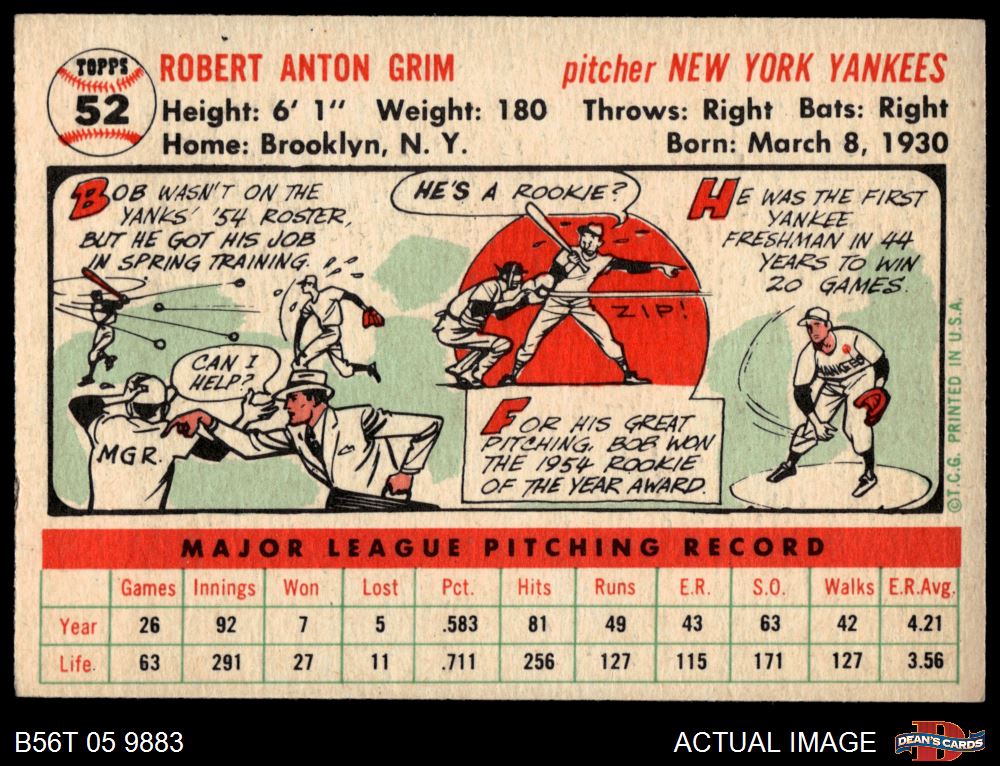 TOPPS
52
ROBERT ANTON GRIM
pitcher NEW YORK YANKEES
Height: 6' 1" Weight: 180 Throws: Right Bats: Right
Home: Brooklyn, N. Y. Born: March 8, 1930
BOB WASN'T ON THE
YANKS' '54 ROSTER,
BUT HE GOT HIS JOB
IN SPRING TRAINING.
CAN I
HELP?
MGR.
HE'S A ROOKIE?
ZIP!
FOR HIS GREAT
PITCHING, BOB WON
THE 1954 ROOKIE
OF THE YEAR AWARD.
HE WAS THE FIRST
YANKEE
FRESHMAN IN 44
YEARS TO WIN
20 GAMES.
YANKEES
©T.C.G. PRINTED IN U.S.A.
MAJOR LEAGUE PITCHING RECORD
Games Innings Won Lost Pct. Hits Runs E.R. S.O. Walks E.R.Avg.
Year 26 92 7 5 .583 81 49 43 63 42 4.21
Life. 63 291 27 11 .711 256 127 115 171 127 3.56
B56T 05 9883
ACTUAL IMAGE
DEAN'S CARDS